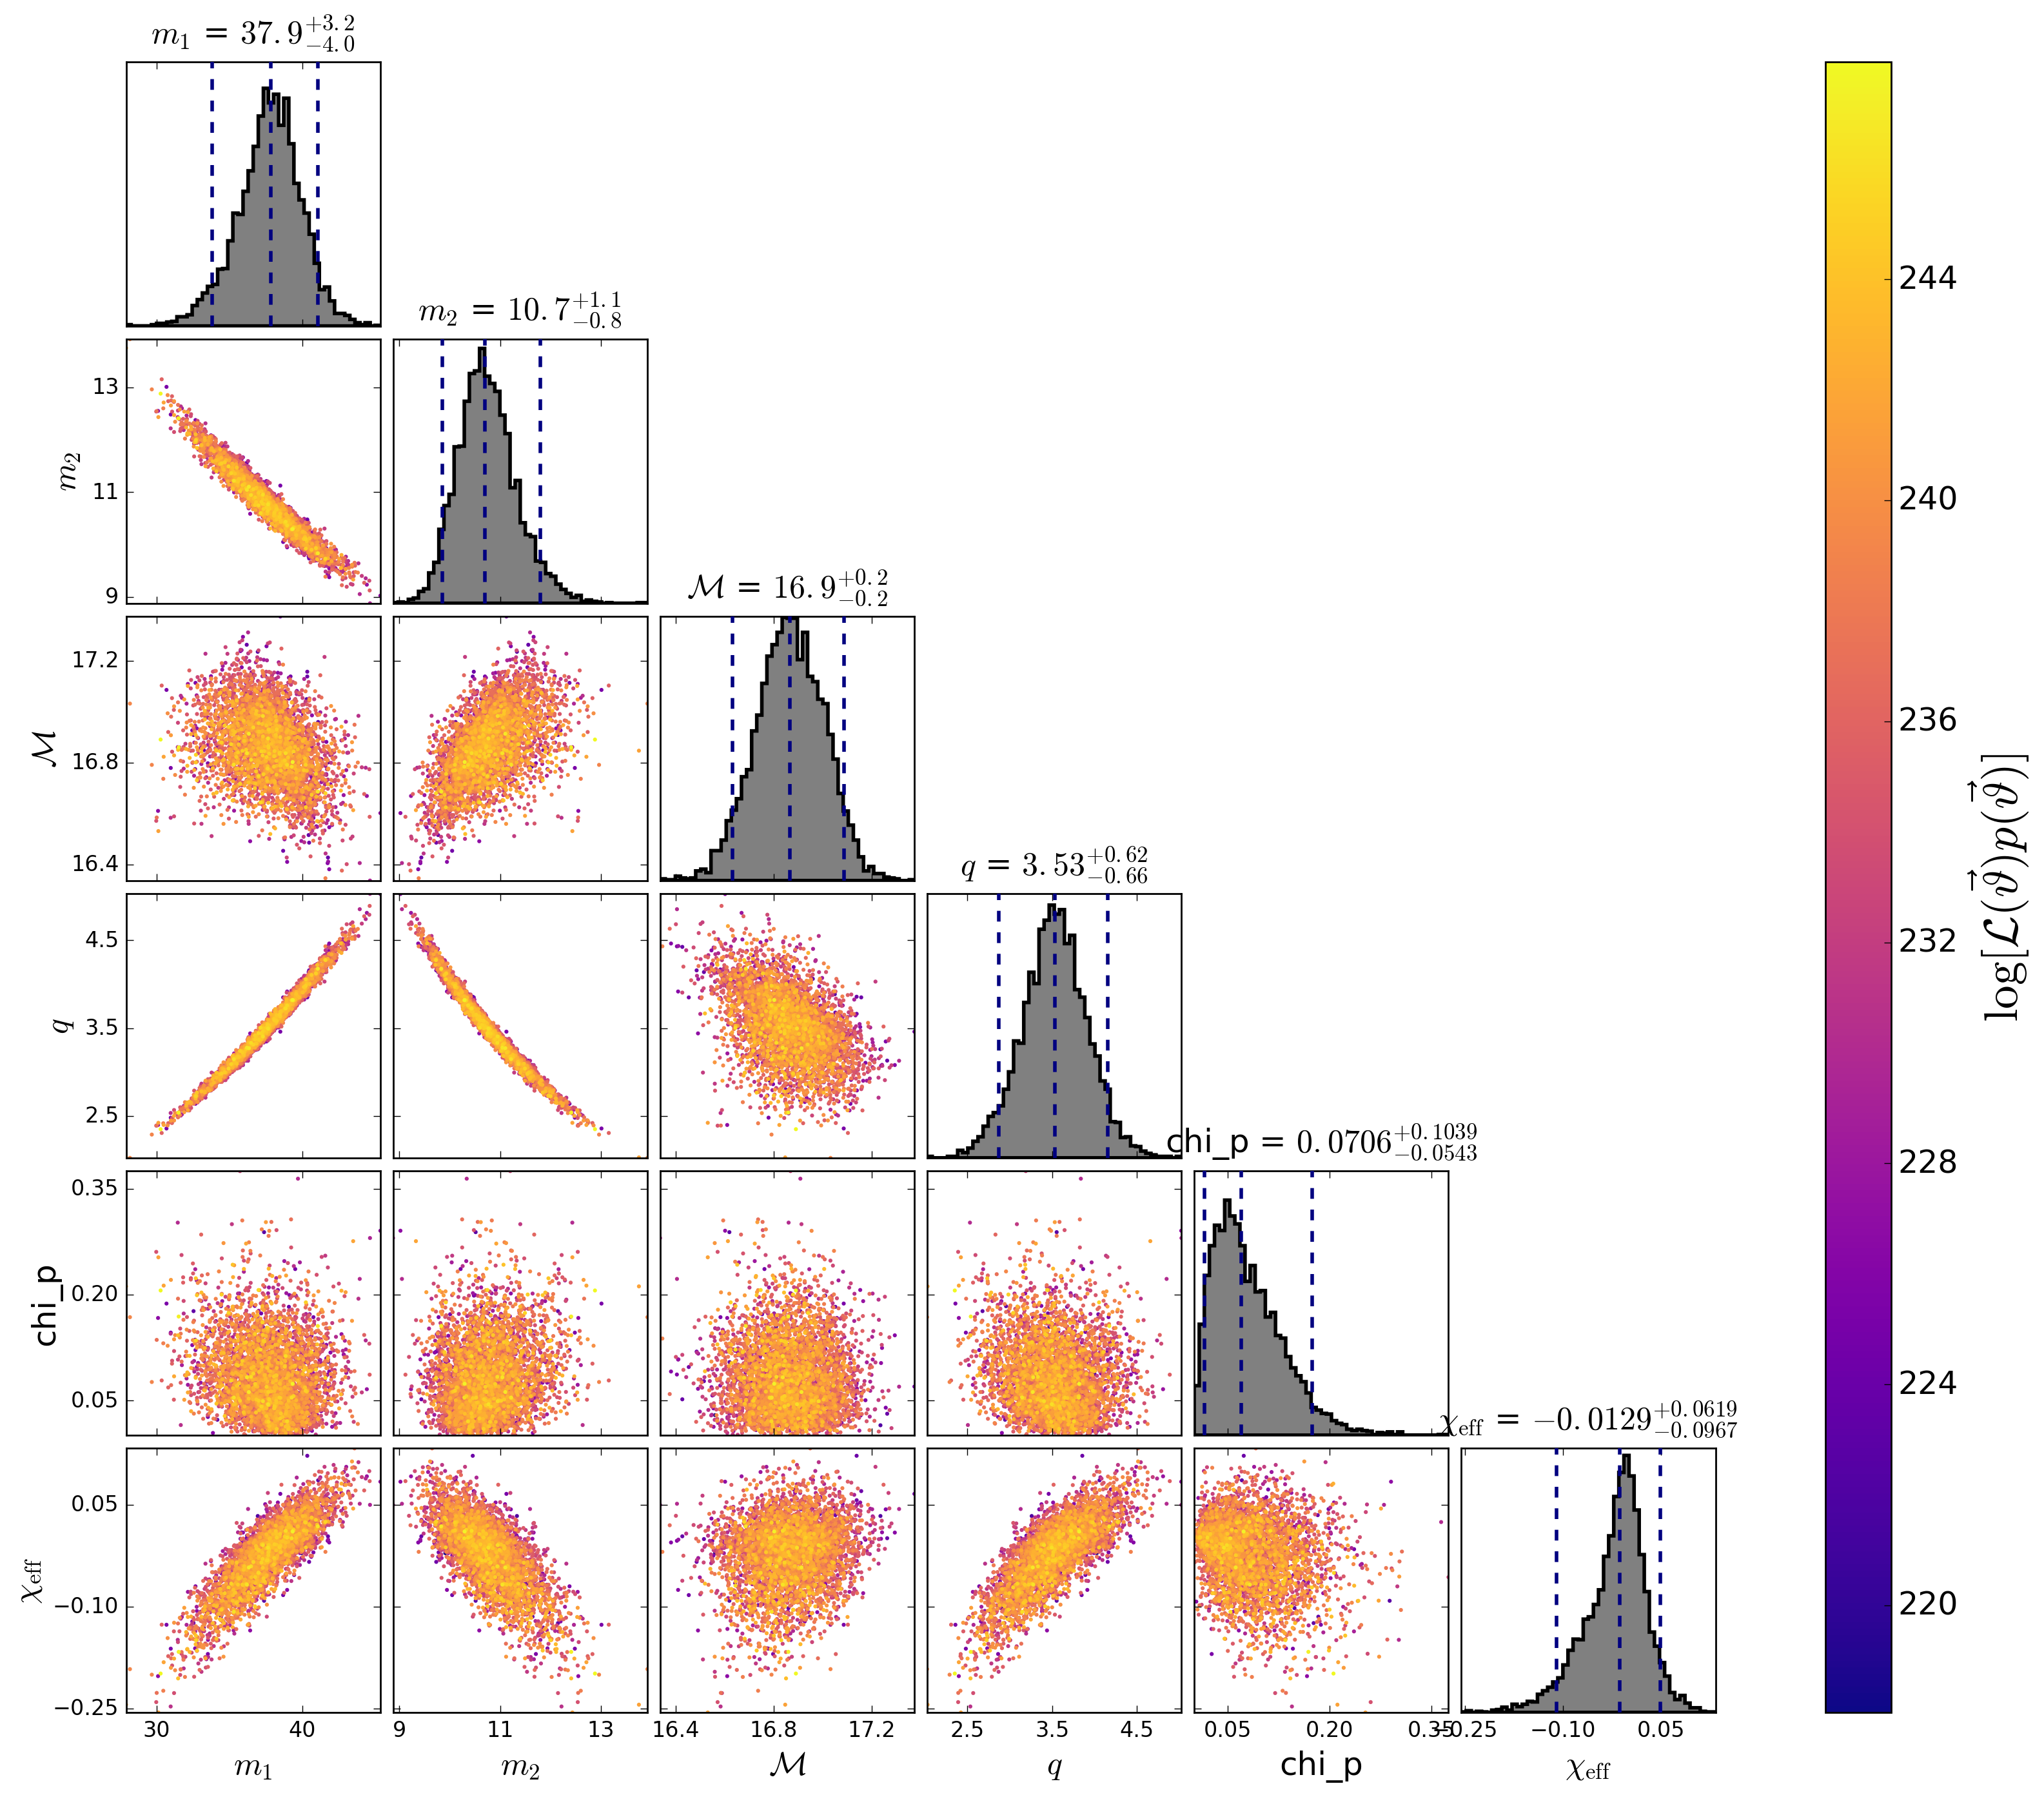 m₁ = 37.9^{+3.2}_{-4.0}
m₂ = 10.7^{+1.1}_{-0.8}
ℳ = 16.9^{+0.2}_{-0.2}
q = 3.53^{+0.62}_{-0.66}
chi_p = 0.0706^{+0.1039}_{-0.0543}
χ_eff = −0.0129^{+0.0619}_{-0.0967}
m₂
13
11
9
ℳ
17.2
16.8
16.4
q
4.5
3.5
2.5
chi_p
0.35
0.20
0.05
χ_eff
0.05
−0.10
−0.25
30 40
9 11 13
16.4 16.8 17.2
2.5 3.5 4.5
0.05 0.20 0.35
−0.25 −0.10 0.05
m₁
m₂
ℳ
q
chi_p
χ_eff
244
240
236
232
228
224
220
log[ℒ(ϑ⃗)p(ϑ⃗)]